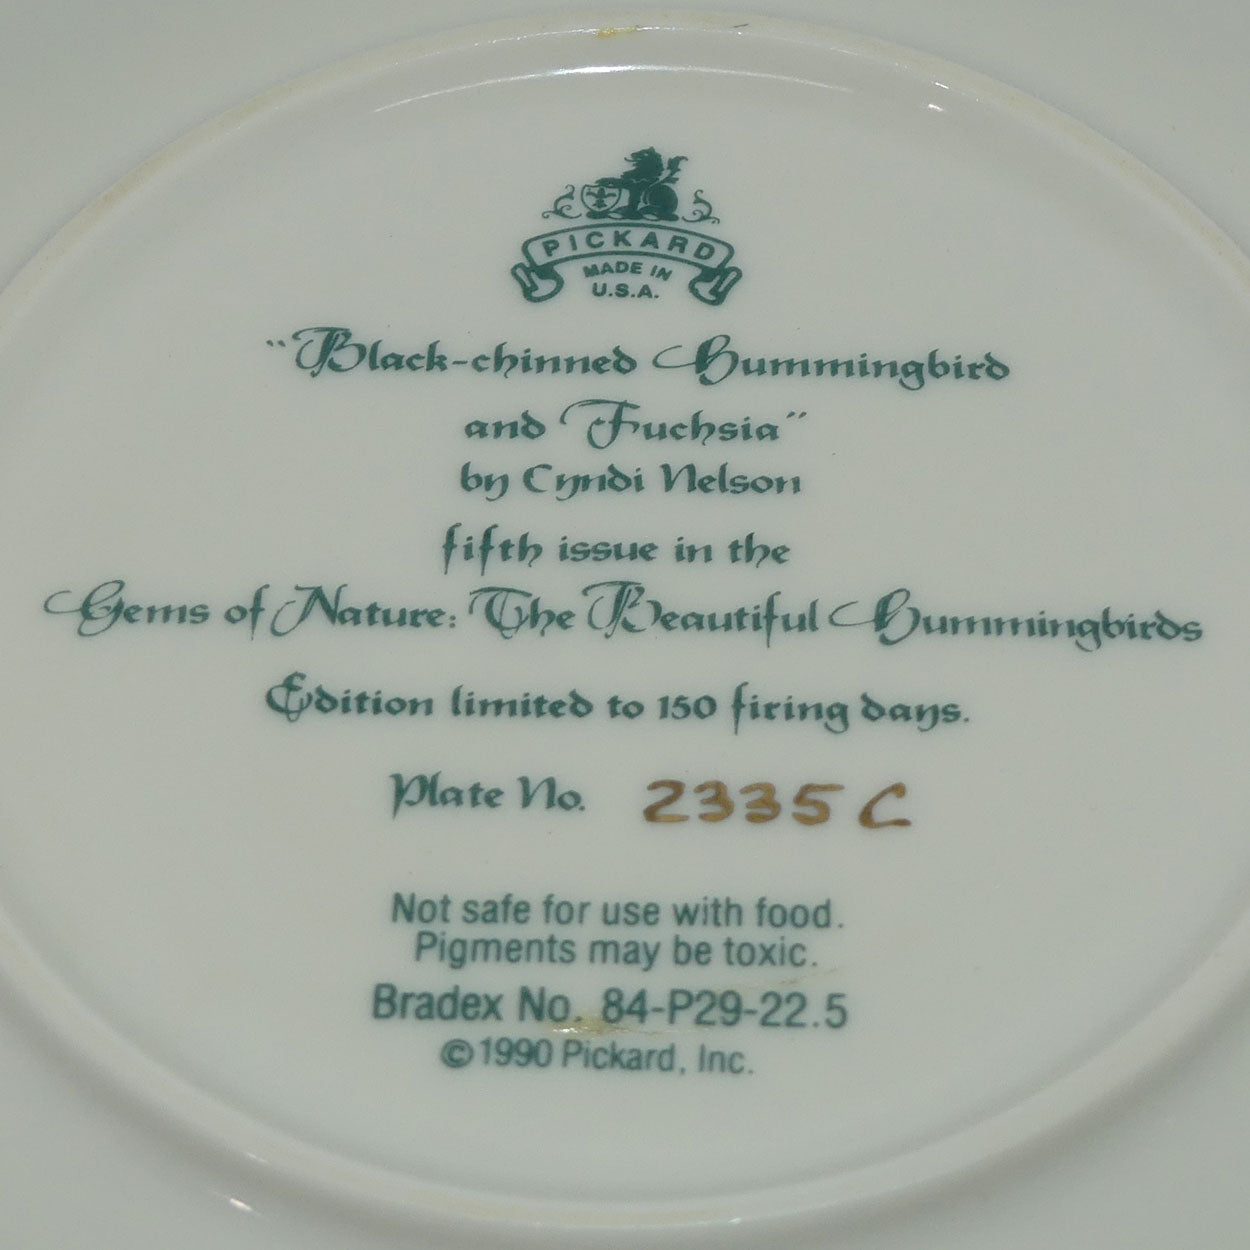 PICKARD
MADE IN
U.S.A.
"Black-chinned Hummingbird
and Fuchsia"
by Cyndi Nelson
fifth issue in the
Gems of Nature: The Beautiful Hummingbirds
Edition limited to 150 firing days.
Plate No. 2335 C
Not safe for use with food.
Pigments may be toxic.
Bradex No. 84-P29-22.5
©1990 Pickard, Inc.